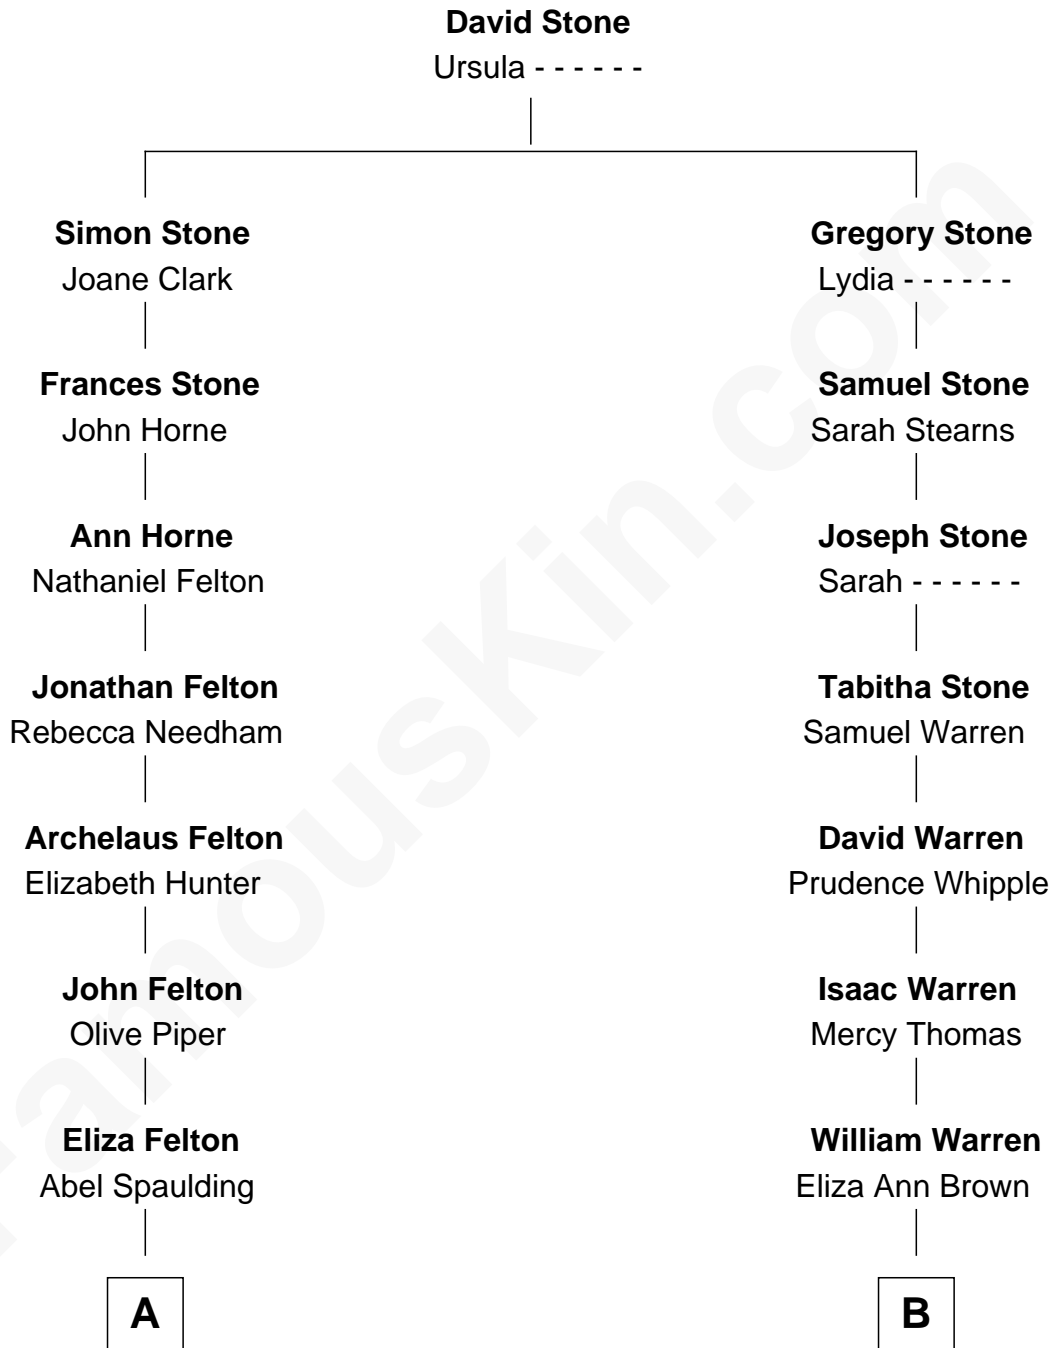 David Stone
Ursula - - - - - -
Simon Stone
Joane Clark
Gregory Stone
Lydia - - - - - -
Frances Stone
John Horne
Samuel Stone
Sarah Stearns
Ann Horne
Nathaniel Felton
Joseph Stone
Sarah - - - - - -
Jonathan Felton
Rebecca Needham
Tabitha Stone
Samuel Warren
Archelaus Felton
Elizabeth Hunter
David Warren
Prudence Whipple
John Felton
Olive Piper
Isaac Warren
Mercy Thomas
Eliza Felton
Abel Spaulding
William Warren
Eliza Ann Brown
A
B
FamousKin.com